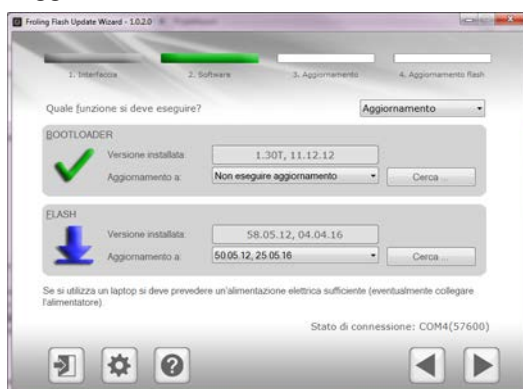 Froling Flash Update Wizard - 1.0.2.0
1. Interfaccia 2. Software 3. Aggiornamento 4. Aggiornamento flash
Quale funzione si deve eseguire? Aggiornamento
BOOTLOADER
Versione installata: 1.30T, 11.12.12
Aggiornamento a: Non eseguire aggiornamento Cerca ...
FLASH
Versione installata: 58.05.12, 04.04.16
Aggiornamento a: 50.05.12, 25.05.16 Cerca ...
Se si utilizza un laptop si deve prevedere un'alimentazione elettrica sufficiente (eventualmente collegare
l'alimentatore)
Stato di connessione: COM4(57600)